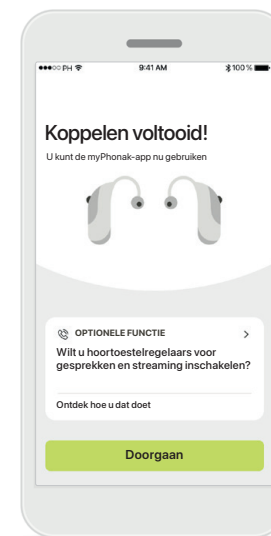 ●●●○○ PH 9:41 AM 100 %
Koppelen voltooid!
U kunt de myPhonak-app nu gebruiken
OPTIONELE FUNCTIE
Wilt u hoortoestelregelaars voor
gesprekken en streaming inschakelen?
Ontdek hoe u dat doet
Doorgaan